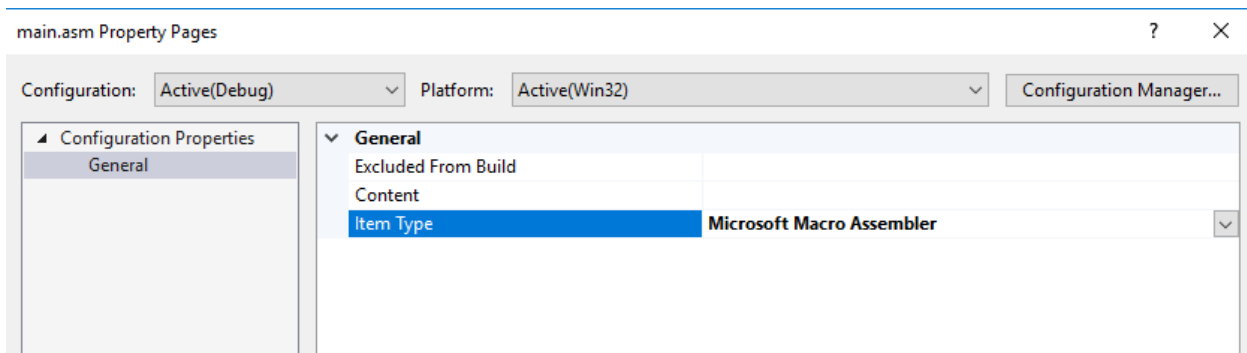 main.asm Property Pages ?
Configuration: Active(Debug) Platform: Active(Win32) Configuration Manager...
Configuration Properties
General
General
Excluded From Build
Content
Item Type Microsoft Macro Assembler